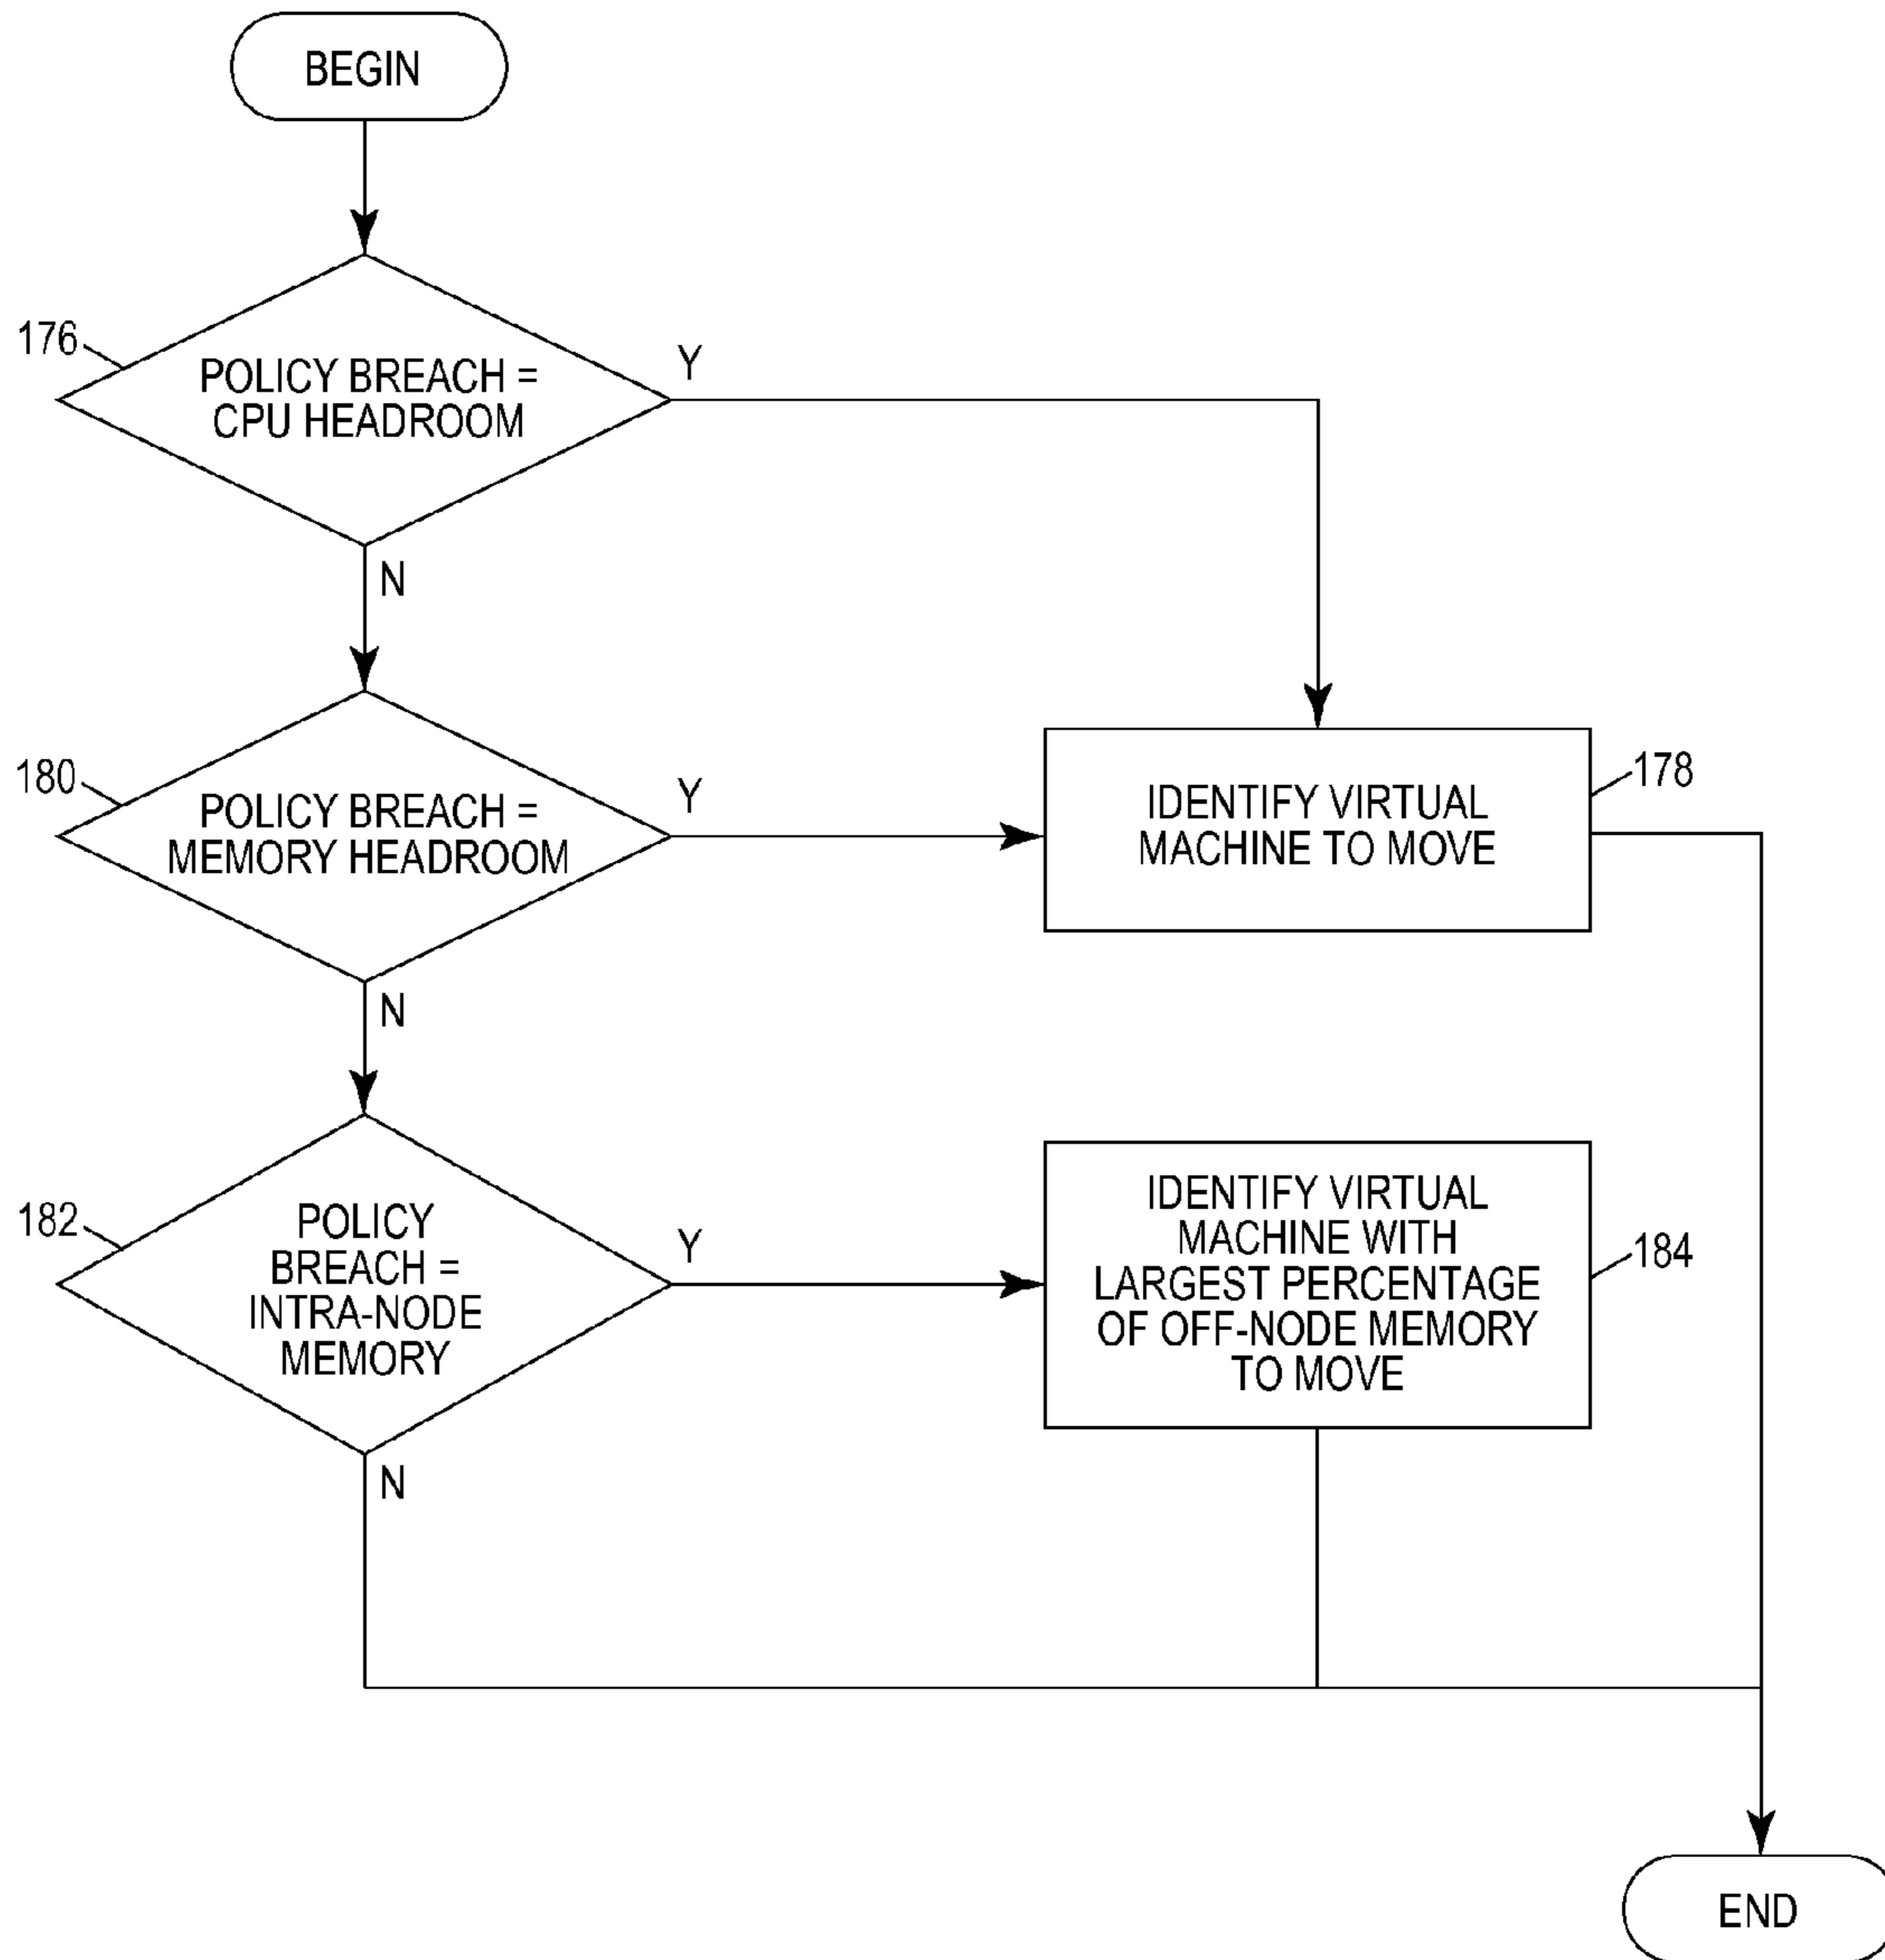 BEGIN
176
POLICY BREACH =
CPU HEADROOM
Y
N
180
POLICY BREACH =
MEMORY HEADROOM
Y
N
IDENTIFY VIRTUAL
MACHINE TO MOVE
178
182
POLICY
BREACH =
INTRA-NODE
MEMORY
Y
N
IDENTIFY VIRTUAL
MACHINE WITH
LARGEST PERCENTAGE
OF OFF-NODE MEMORY
TO MOVE
184
END